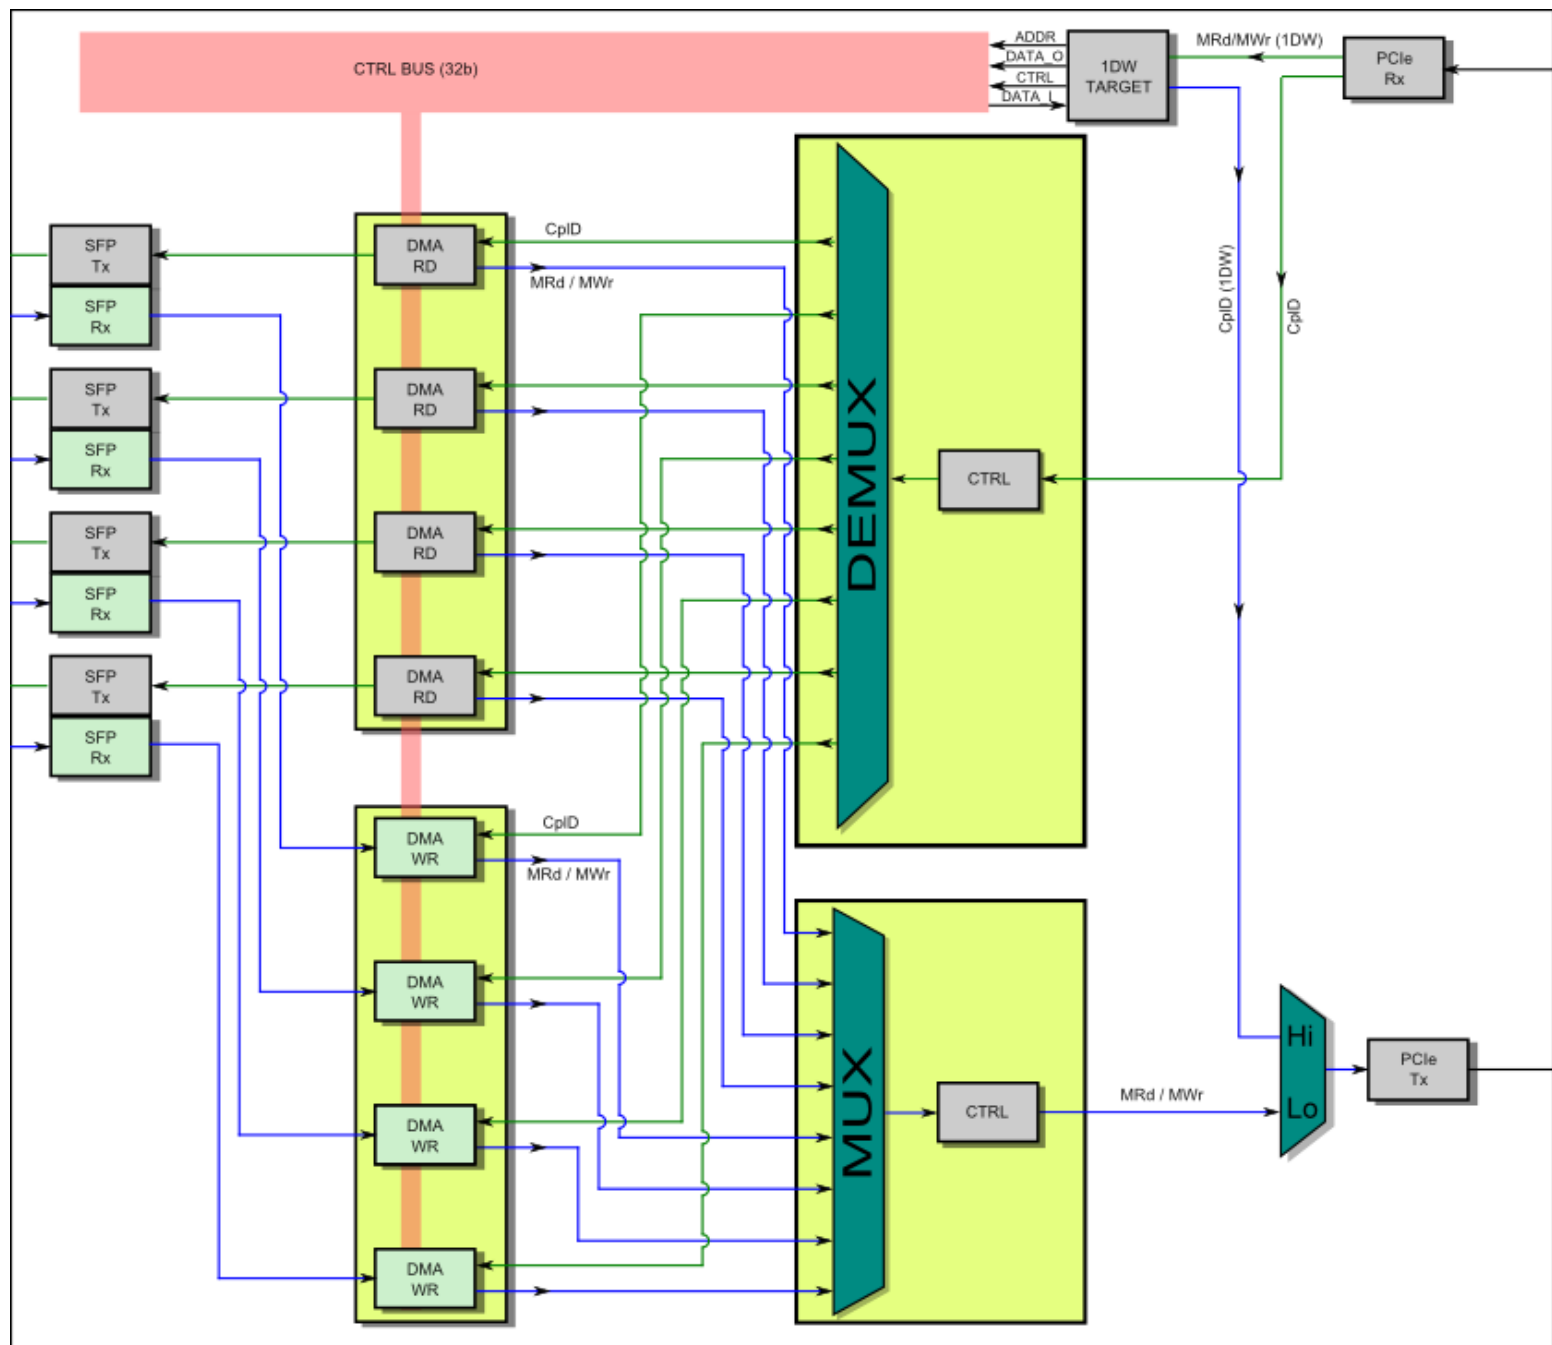 CTRL BUS (32b)
ADDR
DATA_O
CTRL
DATA_I
1DW
TARGET
MRd/MWr (1DW)
PCIe
Rx
SFP
Tx
SFP
Rx
SFP
Tx
SFP
Rx
SFP
Tx
SFP
Rx
SFP
Tx
SFP
Rx
DMA
RD
DMA
RD
DMA
RD
DMA
RD
CplD
MRd / MWr
DEMUX
CTRL
CplD (1DW)
CplD
DMA
WR
DMA
WR
DMA
WR
DMA
WR
CplD
MRd / MWr
MUX
CTRL
MRd / MWr
Hi
Lo
PCIe
Tx